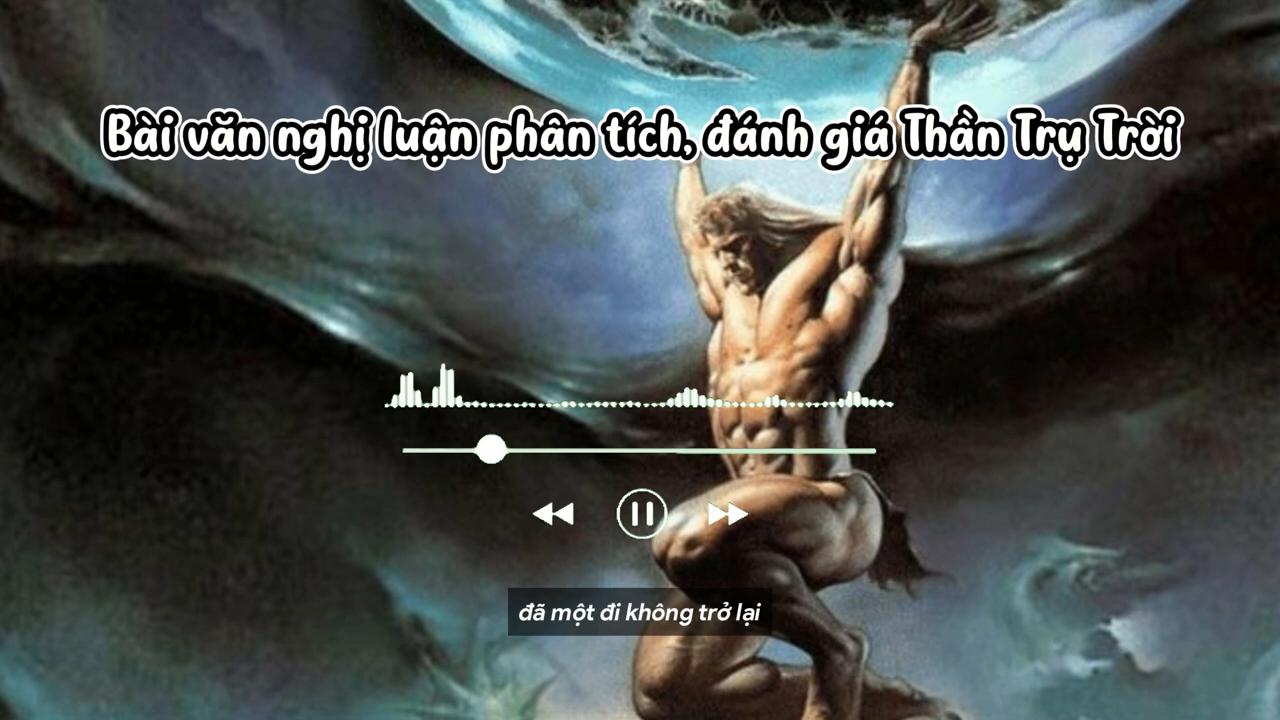 Bài văn nghị luận phân tích, đánh giá Thần Trụ Trời
đã một đi không trở lại